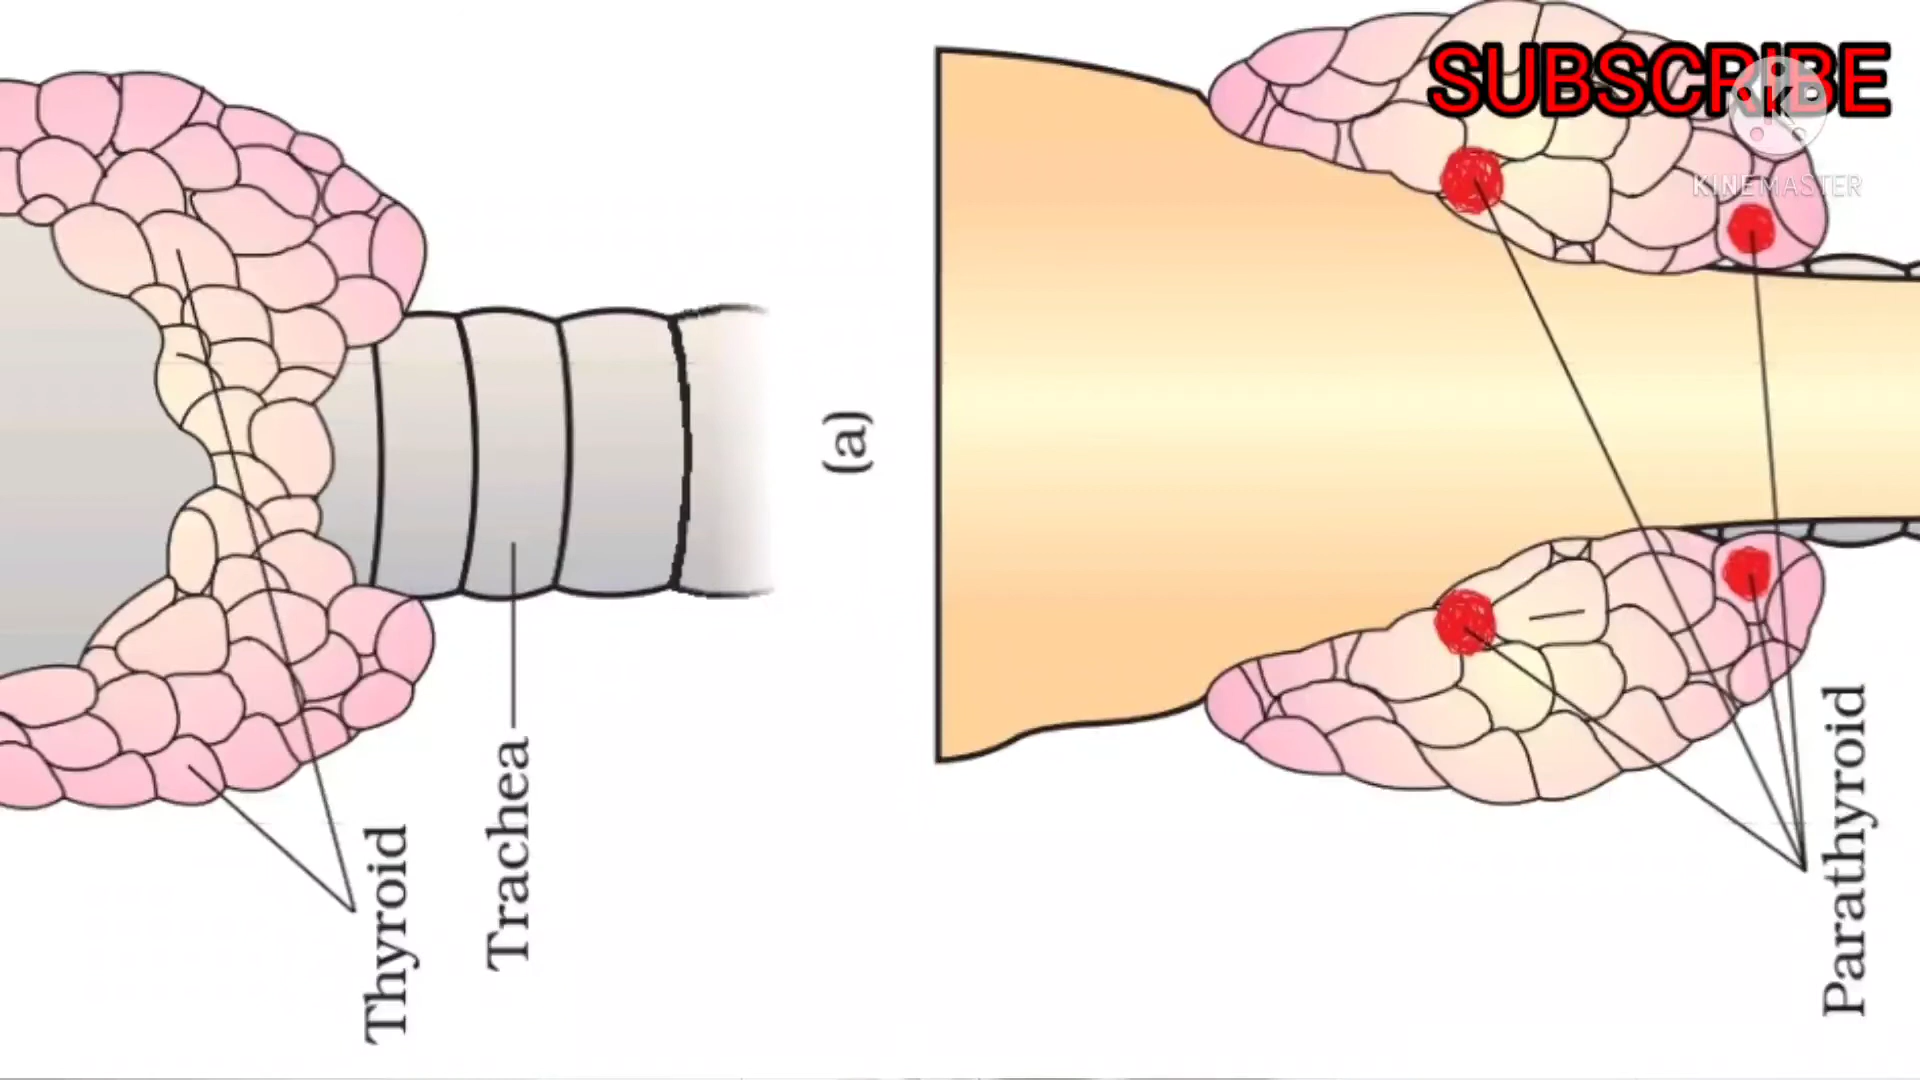 SUBSCRIBE
K
KINEMASTER
(a)
Thyroid
Trachea
Parathyroid